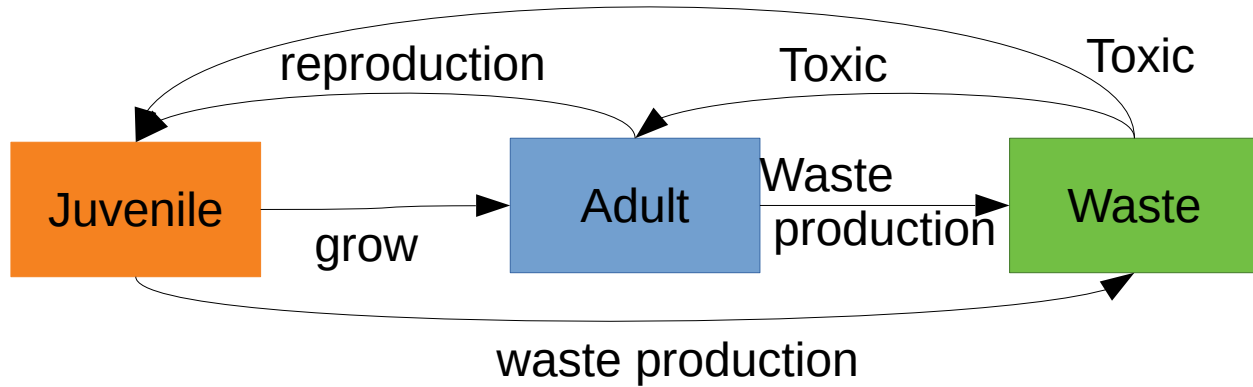 Toxic
reproduction
Toxic
Juvenile
grow
Adult
Waste
production
Waste
waste production